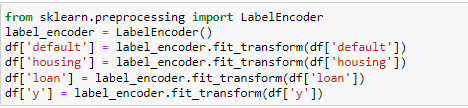 from sklearn.preprocessing import LabelEncoder
label_encoder = LabelEncoder()
df['default'] = label_encoder.fit_transform(df['default'])
df['housing'] = label_encoder.fit_transform(df['housing'])
df['loan'] = label_encoder.fit_transform(df['loan'])
df['y'] = label_encoder.fit_transform(df['y'])